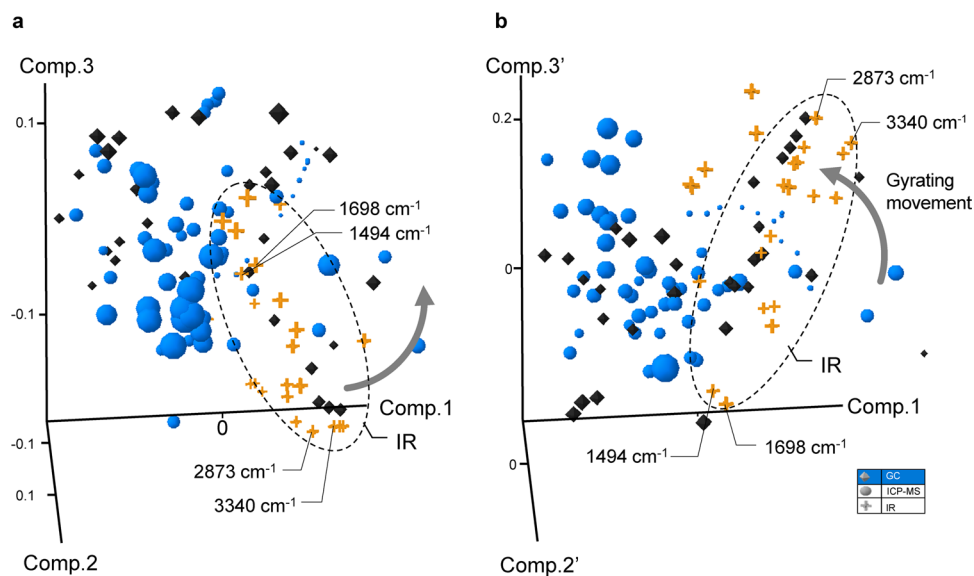 a
Comp.3
0.1
-0.1
-0.1
0.1
0
Comp.1
Comp.2
1698 cm-1
1494 cm-1
IR
2873 cm-1
3340 cm-1
b
Comp.3'
0.2
0
0
Comp.1
Comp.2'
2873 cm-1
3340 cm-1
Gyrating
movement
IR
1494 cm-1
1698 cm-1
GC
ICP-MS
IR